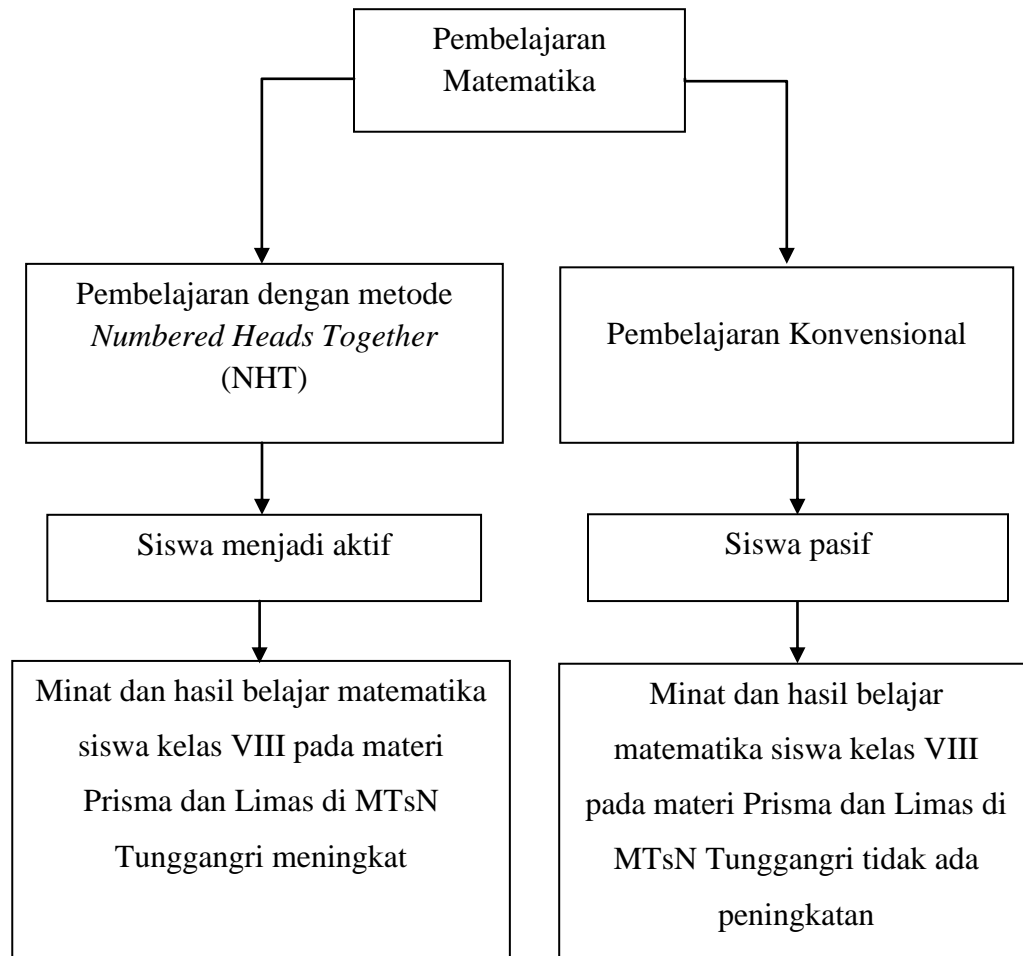 Pembelajaran
Matematika
Pembelajaran dengan metode
Numbered Heads Together
(NHT)
Pembelajaran Konvensional
Siswa menjadi aktif
Siswa pasif
Minat dan hasil belajar matematika
siswa kelas VIII pada materi
Prisma dan Limas di MTsN
Tunggangri meningkat
Minat dan hasil belajar
matematika siswa kelas VIII
pada materi Prisma dan Limas di
MTsN Tunggangri tidak ada
peningkatan